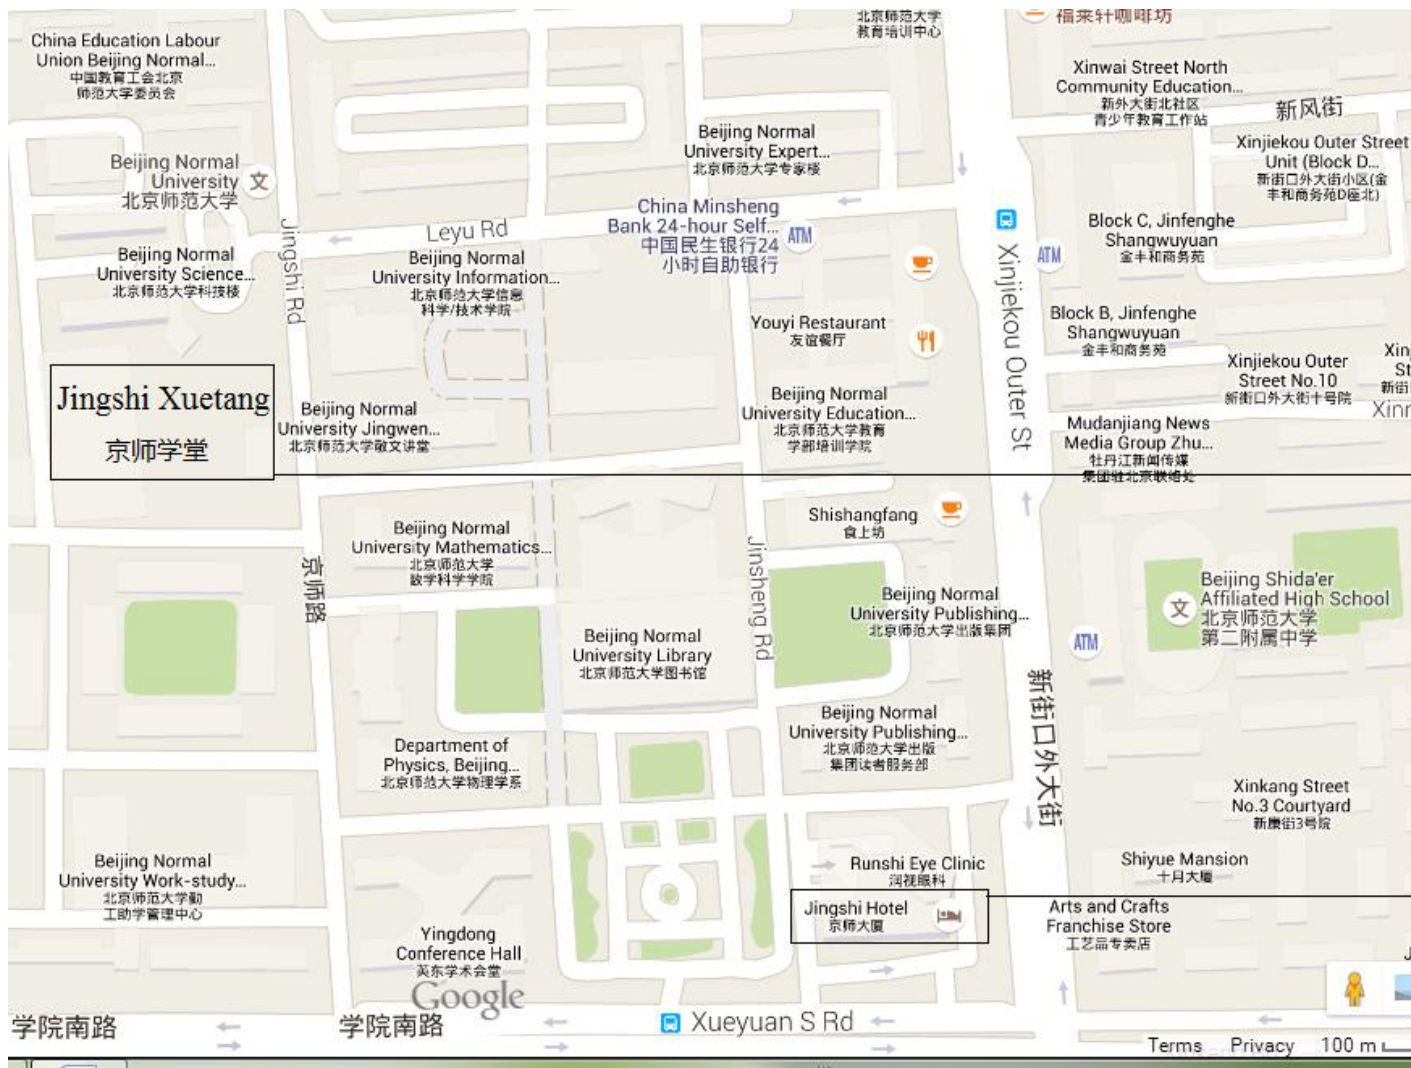 北京师范大学
教育培训中心
福莱轩咖啡坊
China Education Labour
Union Beijing Normal...
中国教育工会北京
师范大学委员会
Xinwai Street North
Community Education...
新外大街北社区
青少年教育工作站
新风街
Beijing Normal
University Expert...
北京师范大学专家楼
Xinjiekou Outer Street
Unit (Block D...
新街口外大街小区(金
丰和商务苑D座北)
Beijing Normal
University
北京师范大学
文
China Minsheng
Bank 24-hour Self...
中国民生银行24
小时自助银行
ATM
Leyu Rd
Jingshi Rd
Block C, Jinfenghe
Shangwuyuan
金丰和商务苑
ATM
Xinjiekou Outer St
Beijing Normal
University Science...
北京师范大学科技楼
Beijing Normal
University Information...
北京师范大学信息
科学/技术学院
Youyi Restaurant
友谊餐厅
Block B, Jinfenghe
Shangwuyuan
金丰和商务苑
Xinjiekou Outer
Street No.10
新街口外大街十号院
Xin
St
新街
Xinr
Jingshi Xuetang
京师学堂
Beijing Normal
University Jingwen...
北京师范大学敬文讲堂
Beijing Normal
University Education...
北京师范大学教育
学部培训学院
Mudanjiang News
Media Group Zhu...
牡丹江新闻传媒
集团驻北京联络处
Shishangfang
食上坊
Beijing Normal
University Mathematics...
北京师范大学
数学科学学院
京师路
Jinsheng Rd
Beijing Normal
University Publishing...
北京师范大学出版集团
Beijing Shida'er
Affiliated High School
北京师范大学
第二附属中学
文
ATM
Beijing Normal
University Library
北京师范大学图书馆
新街口外大街
Beijing Normal
University Publishing...
北京师范大学出版
集团读者服务部
Department of
Physics, Beijing...
北京师范大学物理学系
Xinkang Street
No.3 Courtyard
新康街3号院
Beijing Normal
University Work-study...
北京师范大学勤
工助学管理中心
Runshi Eye Clinic
润视眼科
Shiyue Mansion
十月大厦
Jingshi Hotel
京师大厦
Arts and Crafts
Franchise Store
工艺品专卖店
Yingdong
Conference Hall
英东学术会堂
Google
J
学院南路
学院南路
Xueyuan S Rd
Terms
Privacy
100 m